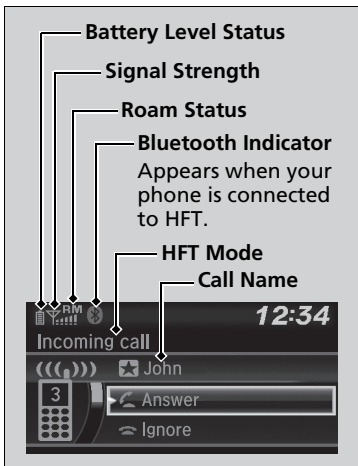 Battery Level Status
Signal Strength
Roam Status
Bluetooth Indicator
Appears when your
phone is connected
to HFT.
HFT Mode
Call Name
RM
12:34
Incoming call
John
3
Answer
Ignore